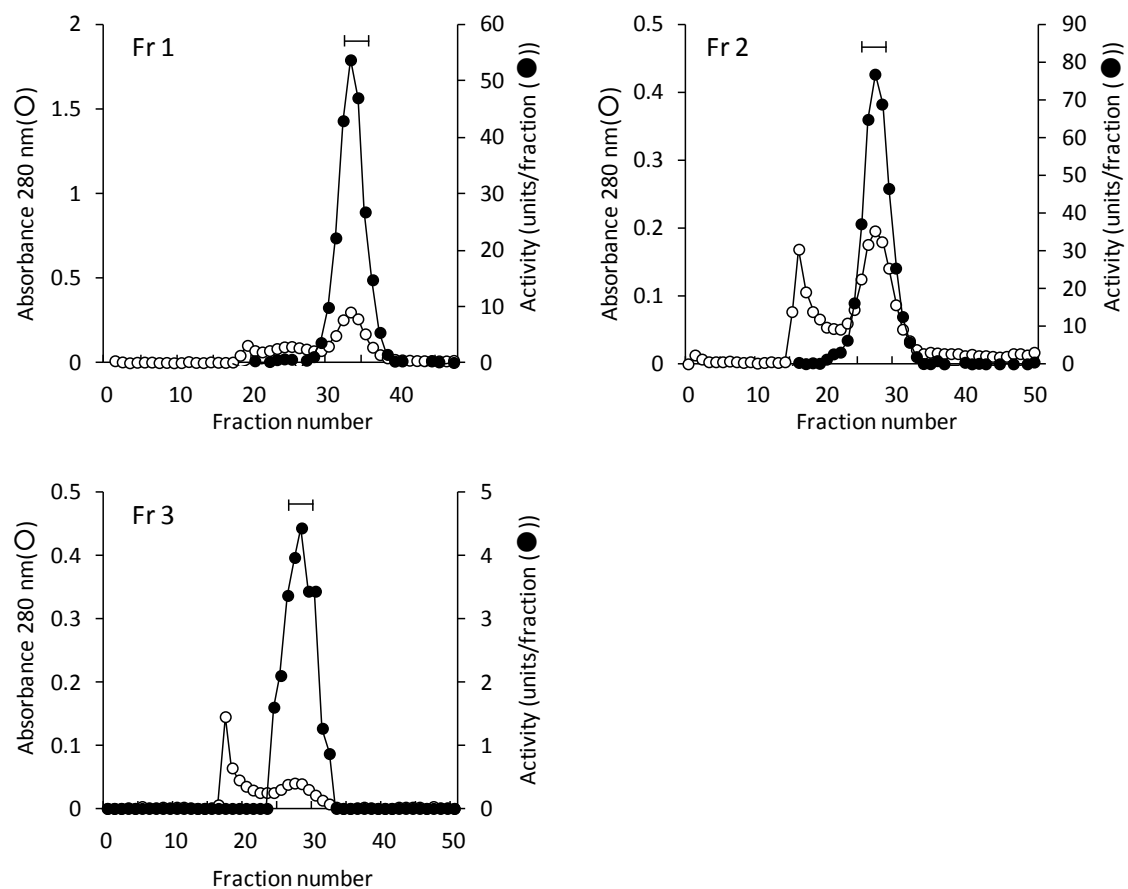 Fr 1
Absorbance 280 nm(○)
2
1.5
1
0.5
0
60
50
40
30
20
10
0
Activity (units/fraction (●))
0 10 20 30 40
Fraction number
Fr 2
Absorbance 280 nm(○)
0.5
0.4
0.3
0.2
0.1
0
90
80
70
60
50
40
30
20
10
0
Activity (units/fraction (●))
0 10 20 30 40 50
Fraction number
Fr 3
Absorbance 280 nm(○)
0.5
0.4
0.3
0.2
0.1
0
5
4
3
2
1
0
Activity (units/fraction (●))
0 10 20 30 40 50
Fraction number